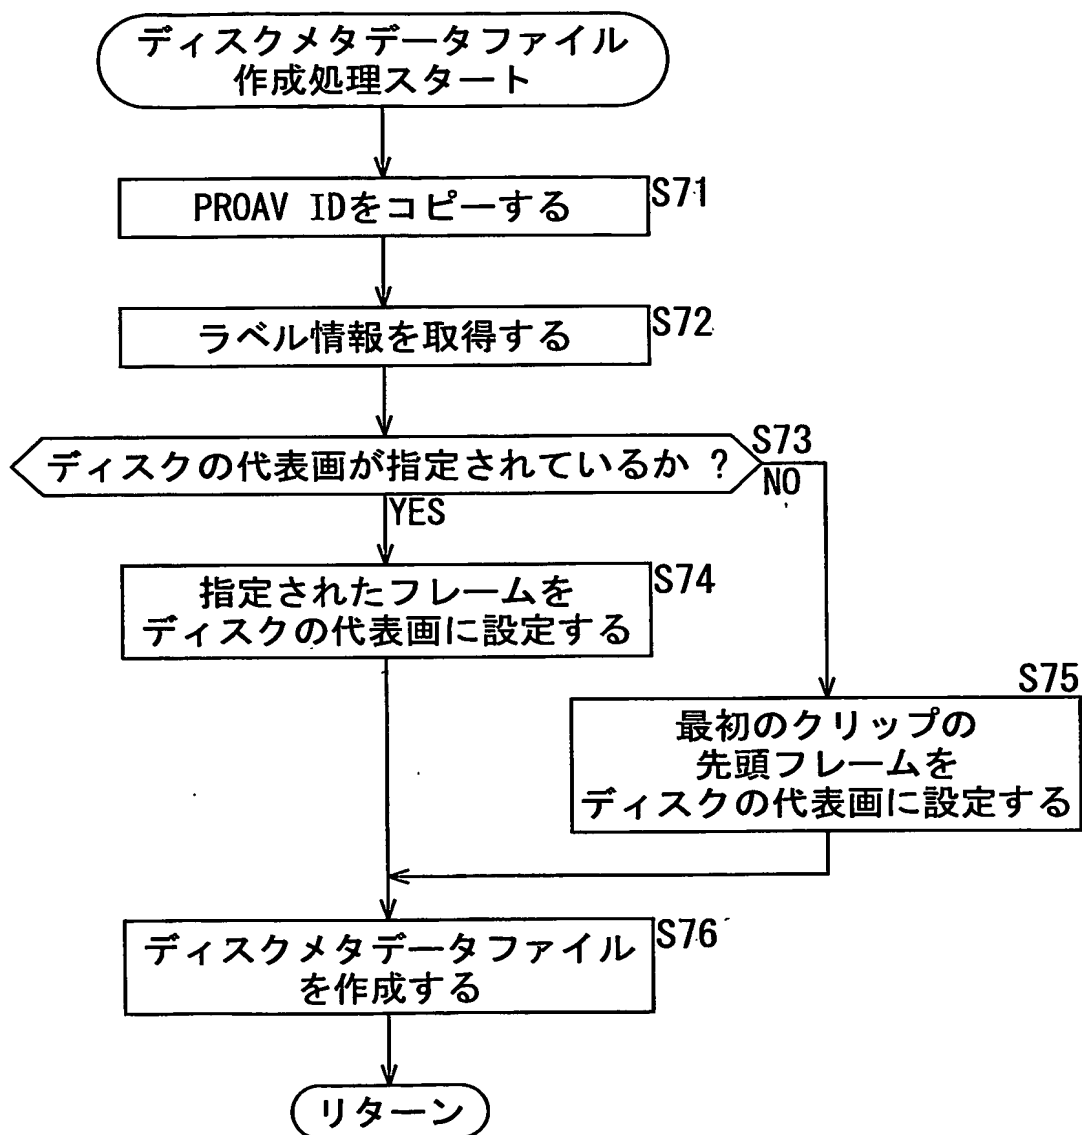 ディスクメタデータファイル
作成処理スタート
PROAV IDをコピーする
S71
ラベル情報を取得する
S72
ディスクの代表画が指定されているか ?
S73
NO
YES
指定されたフレームを
ディスクの代表画に設定する
S74
S75
最初のクリップの
先頭フレームを
ディスクの代表画に設定する
ディスクメタデータファイル
を作成する
S76
リターン